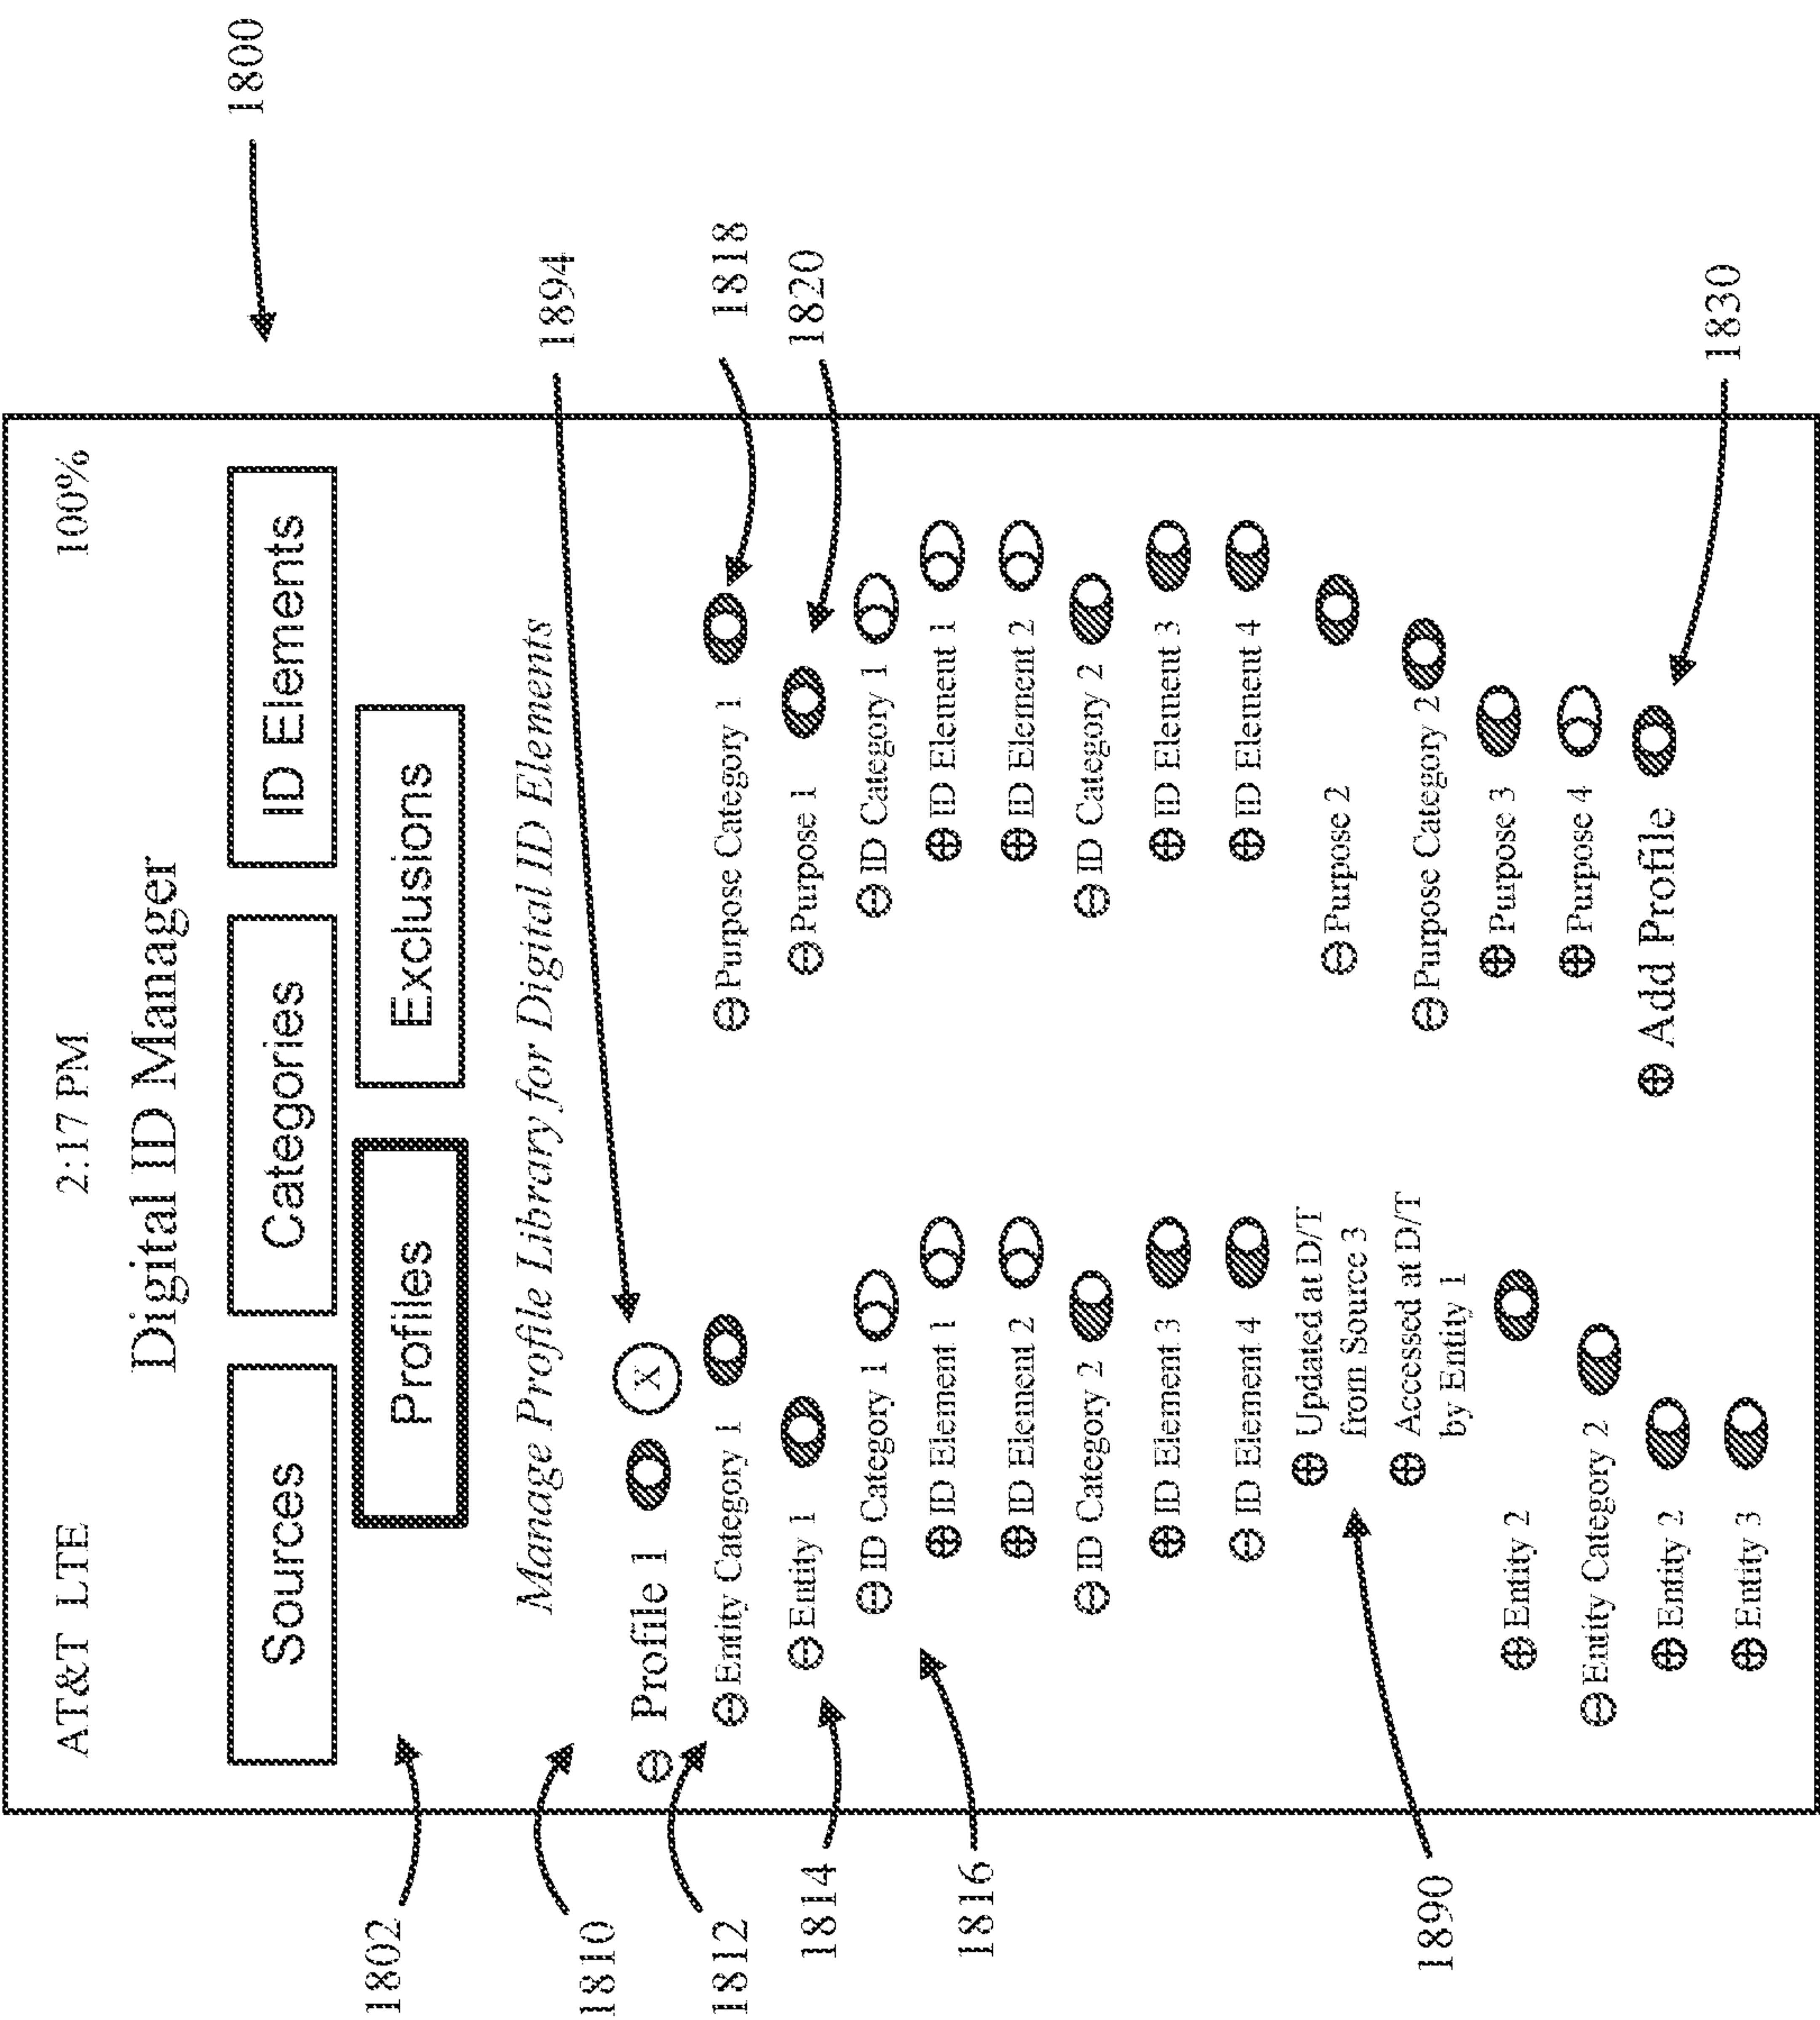 AT&T LTE 2:17 PM 100%
Digital ID Manager
1800
Sources Categories ID Elements
1802
Profiles Exclusions
Manage Profile Library for Digital ID Elements
1894
1810
⊖ Profile 1 X
1812
⊖ Entity Category 1
⊖ Entity 1
1814
⊖ ID Category 1
⊕ ID Element 1
1816
⊕ ID Element 2
⊖ ID Category 2
⊕ ID Element 3
⊖ ID Element 4
⊕ Updated at D/T
from Source 3
1890
⊕ Accessed at D/T
by Entity 1
⊕ Entity 2
⊖ Entity Category 2
⊕ Entity 2
⊕ Entity 3
⊖ Purpose Category 1
1818
⊖ Purpose 1
1820
⊖ ID Category 1
⊕ ID Element 1
⊕ ID Element 2
⊖ ID Category 2
⊕ ID Element 3
⊕ ID Element 4
⊖ Purpose 2
⊖ Purpose Category 2
⊕ Purpose 3
⊕ Purpose 4
⊕ Add Profile
1830